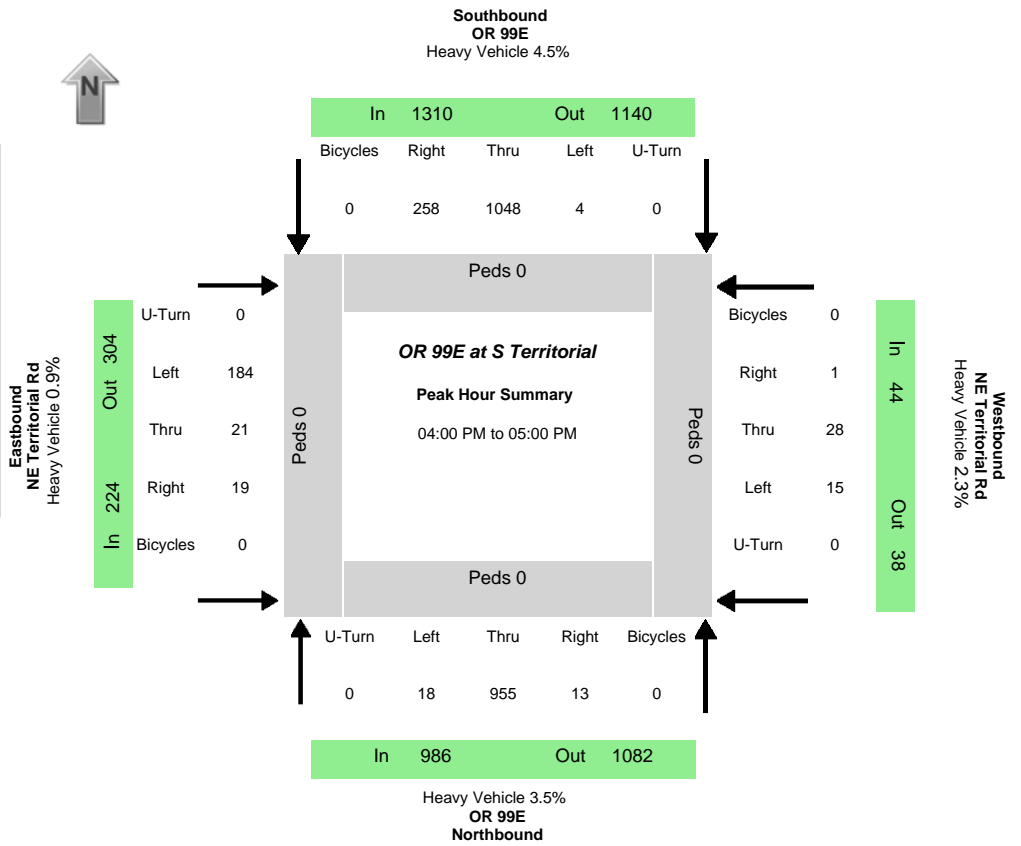 Southbound
OR 99E
Heavy Vehicle 4.5%
N
In 1310 Out 1140
Bicycles Right Thru Left U-Turn
0 258 1048 4 0
Peds 0
Eastbound
NE Territorial Rd
Heavy Vehicle 0.9%
In 224 Out 304
U-Turn 0
Left 184
Thru 21
Right 19
Bicycles 0
Peds 0
OR 99E at S Territorial
Peak Hour Summary
04:00 PM to 05:00 PM
Peds 0
Bicycles 0
Right 1
Thru 28
Left 15
U-Turn 0
In 44 Out 38
Westbound
NE Territorial Rd
Heavy Vehicle 2.3%
Peds 0
U-Turn Left Thru Right Bicycles
0 18 955 13 0
In 986 Out 1082
Heavy Vehicle 3.5%
OR 99E
Northbound